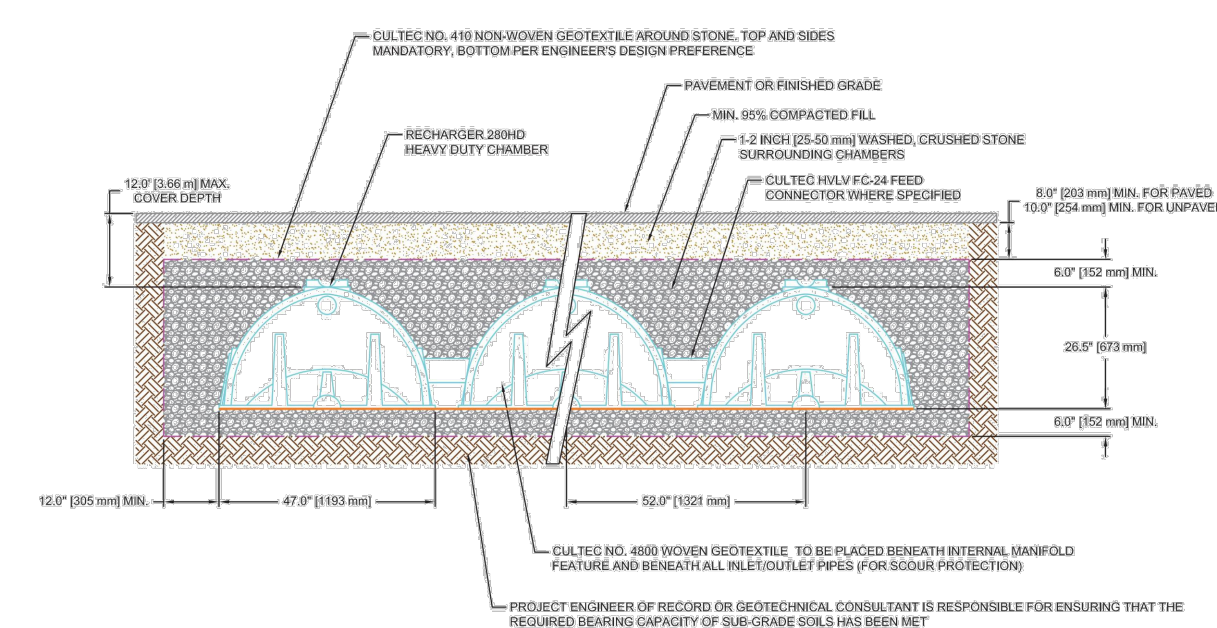 CULTEC NO. 410 NON-WOVEN GEOTEXTILE AROUND STONE. TOP AND SIDES
MANDATORY, BOTTOM PER ENGINEER'S DESIGN PREFERENCE
PAVEMENT OR FINISHED GRADE
MIN. 95% COMPACTED FILL
RECHARGER 280HD
HEAVY DUTY CHAMBER
1-2 INCH [25-50 mm] WASHED, CRUSHED STONE
SURROUNDING CHAMBERS
CULTEC HVLV FC-24 FEED
CONNECTOR WHERE SPECIFIED
12.0' [3.66 m] MAX.
COVER DEPTH
8.0" [203 mm] MIN. FOR PAVED
10.0" [254 mm] MIN. FOR UNPAVE
6.0" [152 mm] MIN.
26.5" [673 mm]
6.0" [152 mm] MIN.
12.0" [305 mm] MIN.
47.0" [1193 mm]
52.0" [1321 mm]
CULTEC NO. 4800 WOVEN GEOTEXTILE TO BE PLACED BENEATH INTERNAL MANIFOLD
FEATURE AND BENEATH ALL INLET/OUTLET PIPES (FOR SCOUR PROTECTION)
PROJECT ENGINEER OF RECORD OR GEOTECHNICAL CONSULTANT IS RESPONSIBLE FOR ENSURING THAT THE
REQUIRED BEARING CAPACITY OF SUB-GRADE SOILS HAS BEEN MET